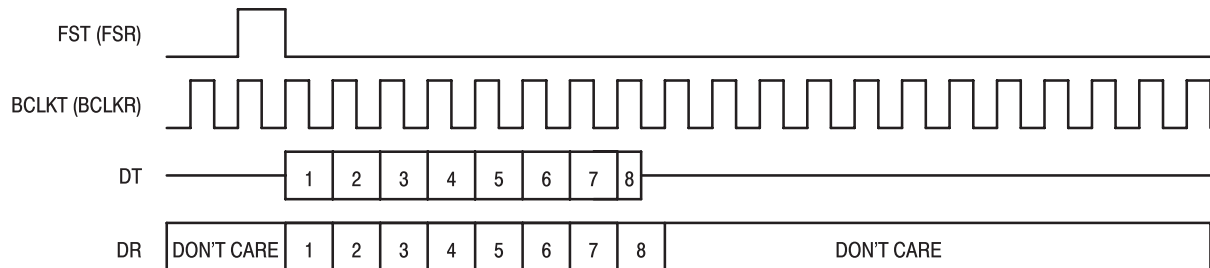 FST (FSR)
BCLKT (BCLKR)
DT 1 2 3 4 5 6 7 8
DR DON'T CARE 1 2 3 4 5 6 7 8 DON'T CARE